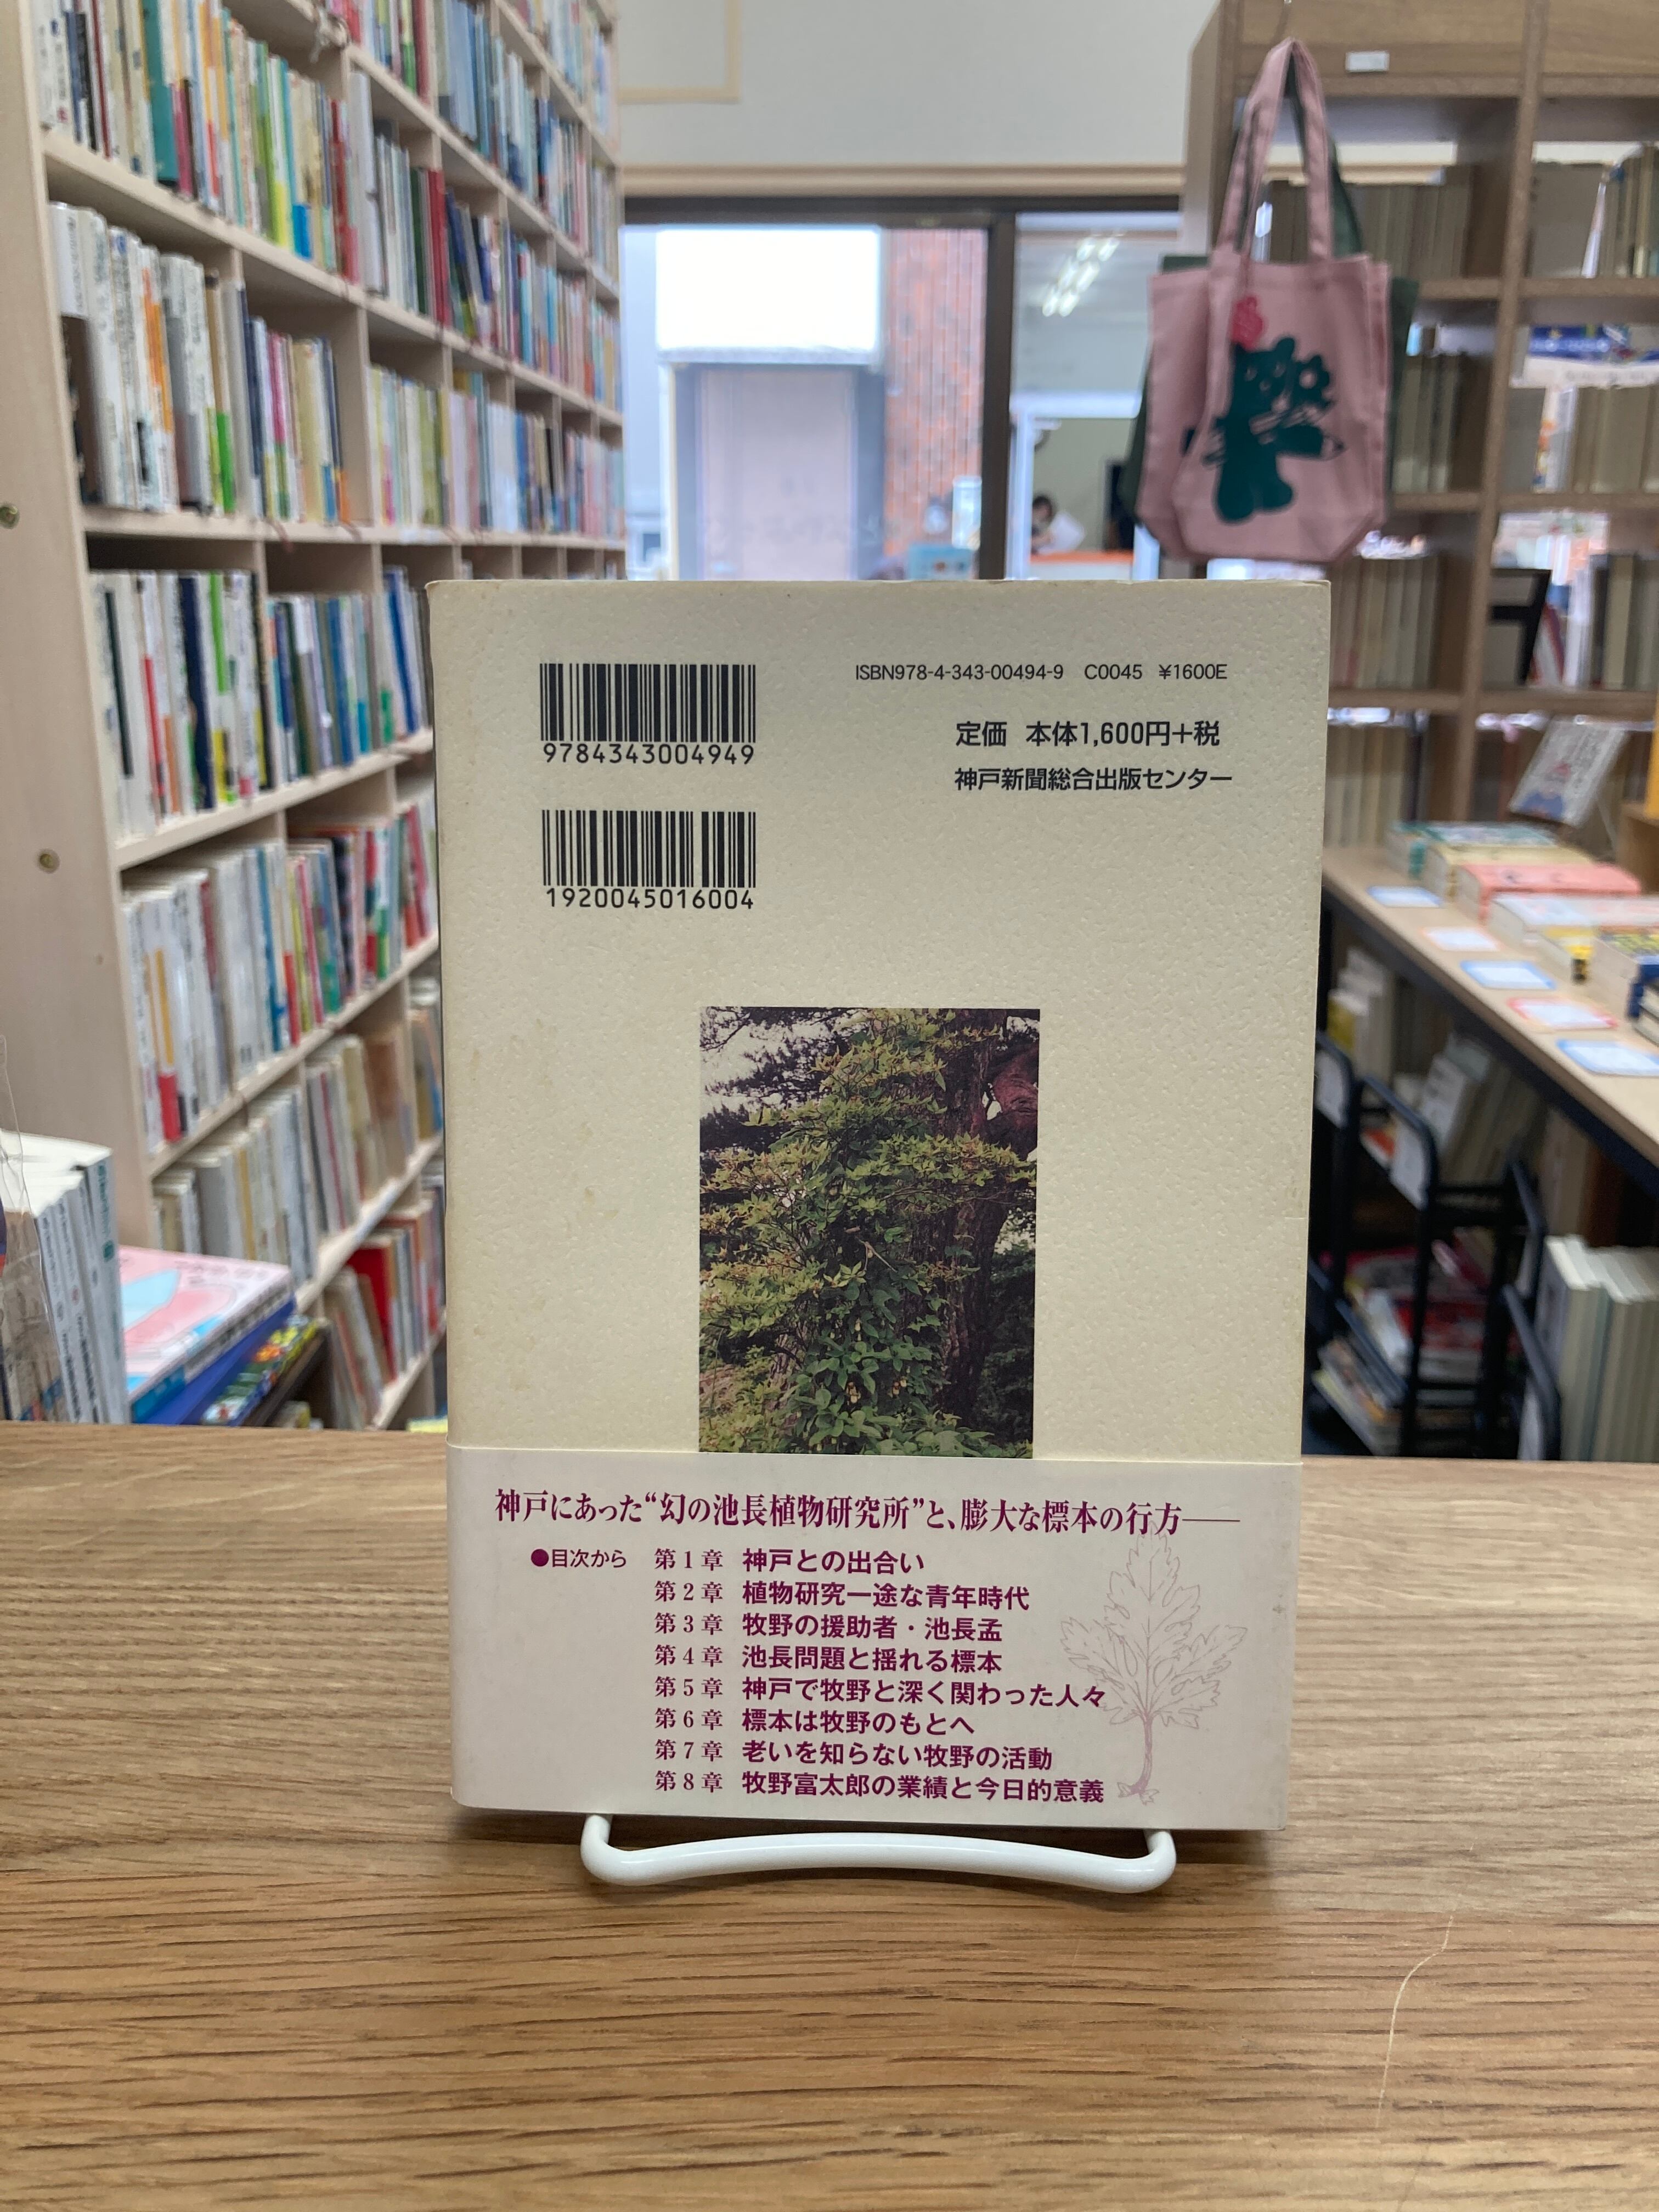 9784343004949
1920045016004
ISBN978-4-343-00494-9 C0045 ¥1600E
定価 本体1,600円+税
神戸新聞総合出版センター
神戸にあった“幻の池長植物研究所”と、膨大な標本の行方——
●目次から 第1章 神戸との出合い
第2章 植物研究一途な青年時代
第3章 牧野の援助者・池長孟
第4章 池長問題と揺れる標本
第5章 神戸で牧野と深く関わった人々
第6章 標本は牧野のもとへ
第7章 老いを知らない牧野の活動
第8章 牧野富太郎の業績と今日的意義